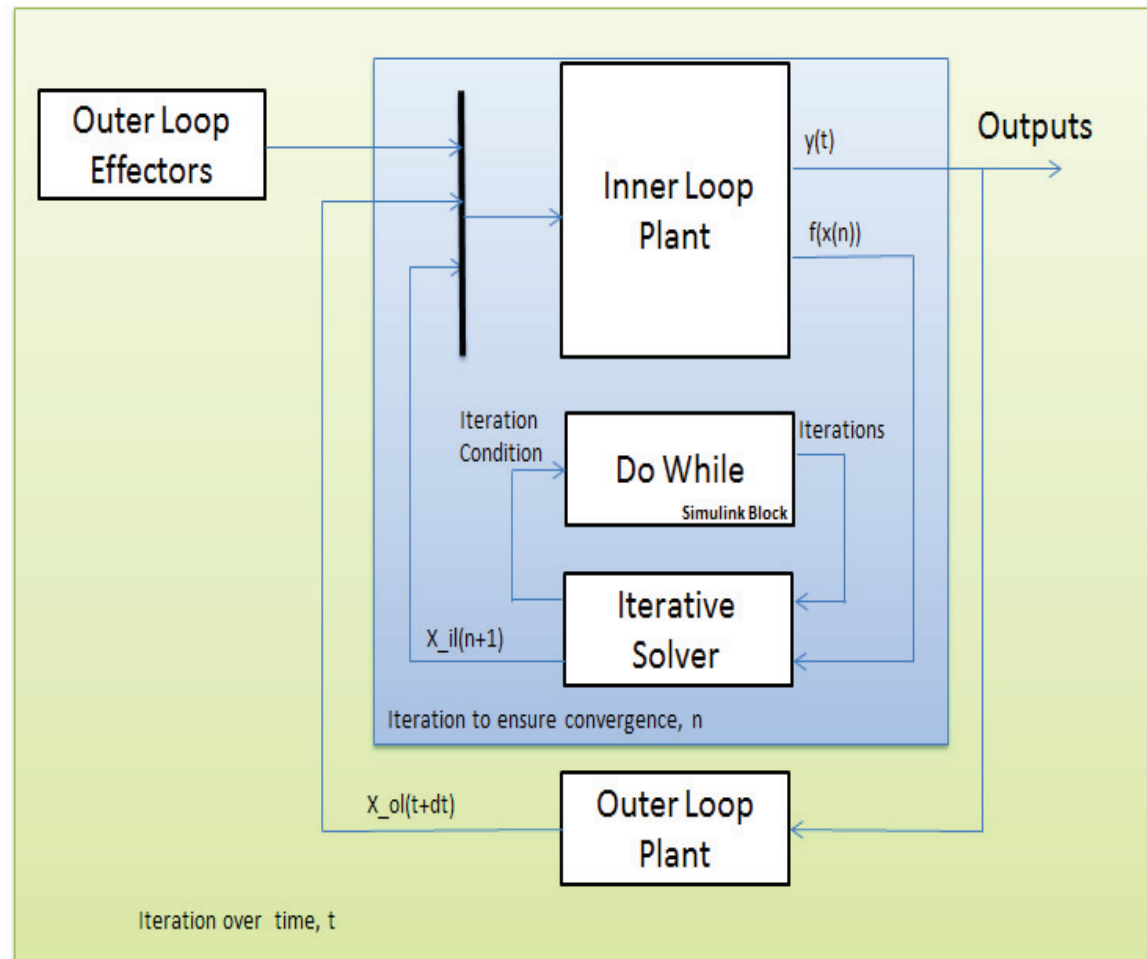 Outer Loop
Effectors
Inner Loop
Plant
y(t)
Outputs
f(x(n))
Iteration
Condition
Do While
Simulink Block
Iterations
Iterative
Solver
X_il(n+1)
Iteration to ensure convergence, n
X_ol(t+dt)
Outer Loop
Plant
Iteration over time, t